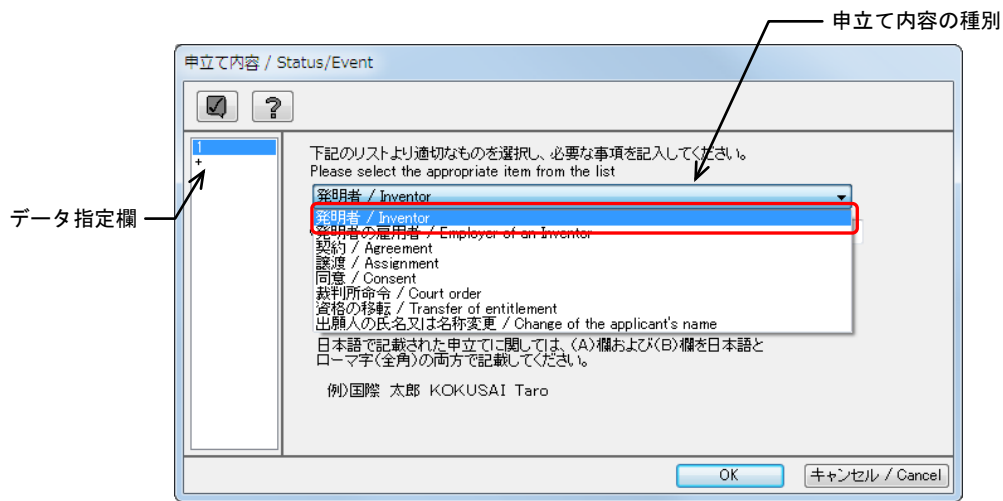 申立て内容の種別
申立て内容 / Status/Event
?
1
+
データ指定欄
下記のリストより適切なものを選択し、必要な事項を記入してください。
Please select the appropriate item from the list
発明者 / Inventor
発明者 / Inventor
発明者の雇用者 / Employer of an Inventor
契約 / Agreement
譲渡 / Assignment
同意 / Consent
裁判所命令 / Court order
資格の移転 / Transfer of entitlement
出願人の氏名又は名称変更 / Change of the applicant's name
日本語で記載された申立てに関しては、(A)欄および(B)欄を日本語と
ローマ字(全角)の両方で記載してください。
例)国際 太郎 KOKUSAI Taro
OK
キャンセル / Cancel